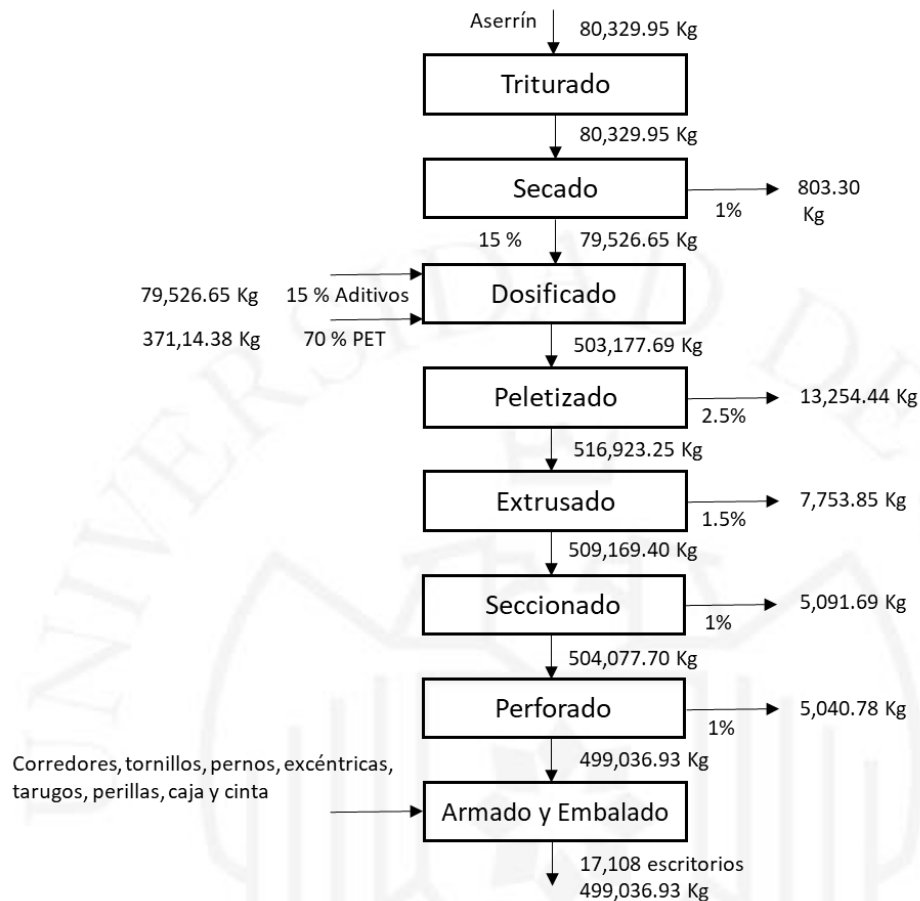 Aserrín
80,329.95 Kg
Triturado
80,329.95 Kg
Secado
1%
803.30
Kg
15 %
79,526.65 Kg
79,526.65 Kg
15 % Aditivos
Dosificado
371,14.38 Kg
70 % PET
503,177.69 Kg
Peletizado
2.5%
13,254.44 Kg
516,923.25 Kg
Extrusado
1.5%
7,753.85 Kg
509,169.40 Kg
Seccionado
1%
5,091.69 Kg
504,077.70 Kg
Perforado
1%
5,040.78 Kg
499,036.93 Kg
Corredores, tornillos, pernos, excéntricas,
tarugos, perillas, caja y cinta
Armado y Embalado
17,108 escritorios
499,036.93 Kg
UNIVERSIDAD DE